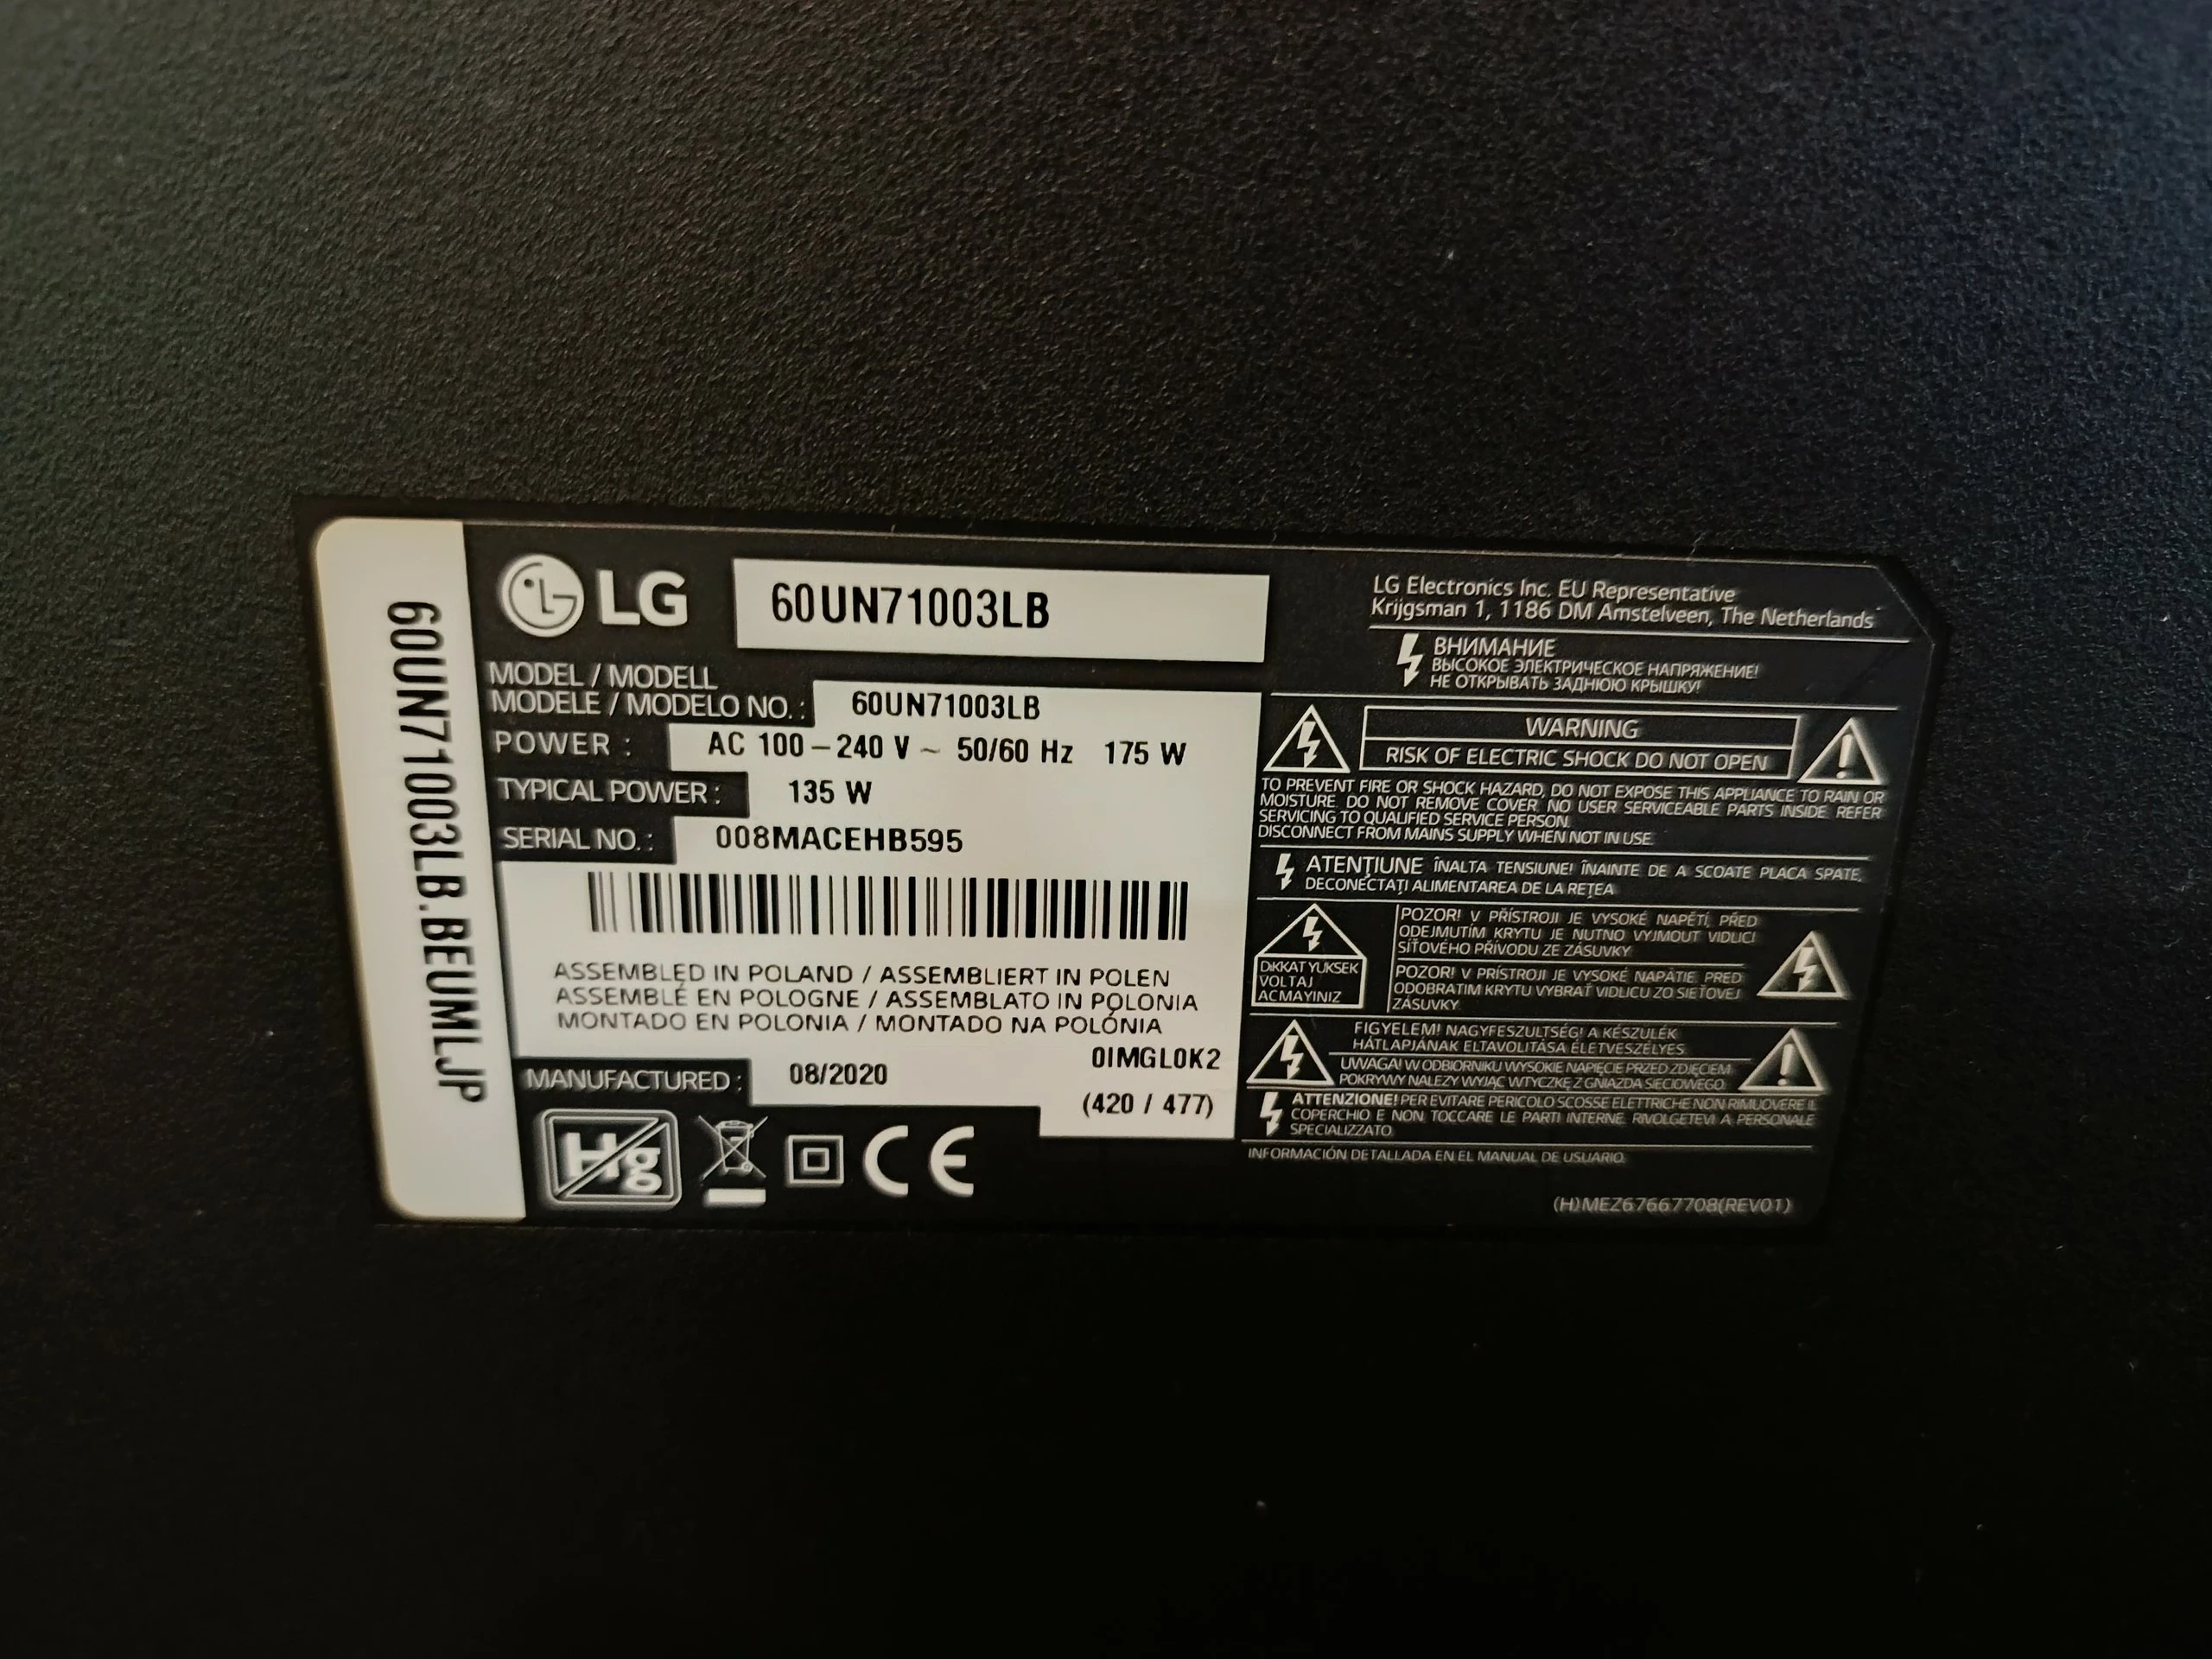 60UN71003LB.BEUMLJP
LG
60UN71003LB
MODEL / MODELL
MODELE / MODELO NO. : 60UN71003LB
POWER : AC 100 – 240 V ~ 50/60 Hz 175 W
TYPICAL POWER : 135 W
SERIAL NO. : 008MACEHB595
ASSEMBLED IN POLAND / ASSEMBLIERT IN POLEN
ASSEMBLÉ EN POLOGNE / ASSEMBLATO IN POLONIA
MONTADO EN POLONIA / MONTADO NA POLÓNIA
0IMGL0K2
MANUFACTURED : 08/2020
(420 / 477)
Hg
CE
LG Electronics Inc. EU Representative
Krijgsman 1, 1186 DM Amstelveen, The Netherlands
ВНИМАНИЕ
ВЫСОКОЕ ЭЛЕКТРИЧЕСКОЕ НАПРЯЖЕНИЕ!
НЕ ОТКРЫВАТЬ ЗАДНЮЮ КРЫШКУ!
WARNING
RISK OF ELECTRIC SHOCK DO NOT OPEN
TO PREVENT FIRE OR SHOCK HAZARD, DO NOT EXPOSE THIS APPLIANCE TO RAIN OR
MOISTURE. DO NOT REMOVE COVER. NO USER SERVICEABLE PARTS INSIDE. REFER
SERVICING TO QUALIFIED SERVICE PERSON.
DISCONNECT FROM MAINS SUPPLY WHEN NOT IN USE.
ATENȚIUNE ÎNALTA TENSIUNE! ÎNAINTE DE A SCOATE PLACA SPATE,
DECONECTAȚI ALIMENTAREA DE LA REȚEA
DiKKAT YUKSEK
VOLTAJ
ACMAYINIZ
POZOR! V PŘÍSTROJI JE VYSOKÉ NAPĚTÍ, PŘED
ODEJMUTÍM KRYTU JE NUTNO VYJMOUT VIDLICI
SÍŤOVÉHO PŘÍVODU ZE ZÁSUVKY.
POZOR! V PRÍSTROJI JE VYSOKÉ NAPÄTIE PRED
ODOBRATIM KRYTU VYBRAŤ VIDLICU ZO SIEŤOVEJ
ZÁSUVKY.
FIGYELEM! NAGYFESZULTSÉG! A KÉSZULÉK
HÁTLAPJÁNAK ELTAVOLITÁSA ÉLETVESZÉLYES.
UWAGA! W ODBIORNIKU WYSOKIE NAPIĘCIE PRZED ZDJĘCIEM
POKRYWY NALEŻY WYJĄĆ WTYCZKĘ Z GNIAZDA SIECIOWEGO.
ATTENZIONE! PER EVITARE PERICOLO SCOSSE ELETTRICHE NON RIMUOVERE IL
COPERCHIO E NON TOCCARE LE PARTI INTERNE. RIVOLGETEVI A PERSONALE
SPECIALIZZATO.
INFORMACIÓN DETALLADA EN EL MANUAL DE USUARIO.
(H)MEZ67667708(REV01)